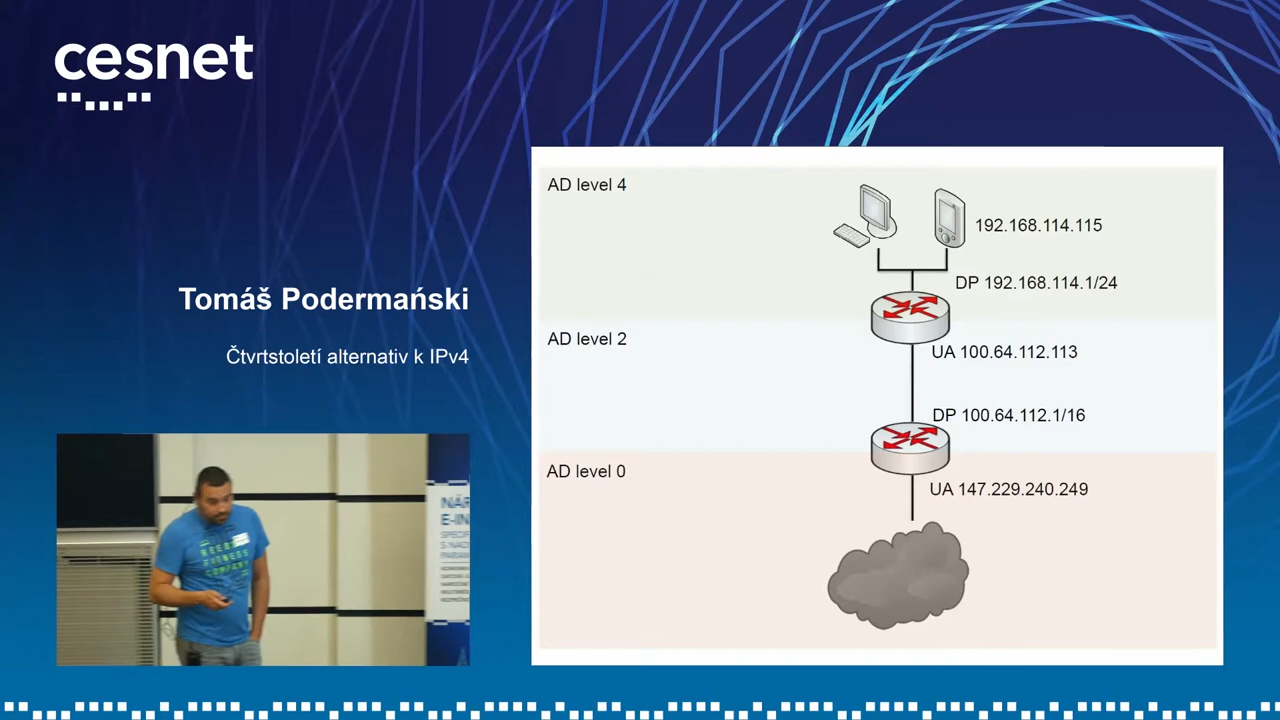 cesnet
Tomáš Podermański
Čtvrtstoletí alternativ k IPv4
AD level 4
192.168.114.115
DP 192.168.114.1/24
AD level 2
UA 100.64.112.113
DP 100.64.112.1/16
AD level 0
UA 147.229.240.249
NÁR
E-IN